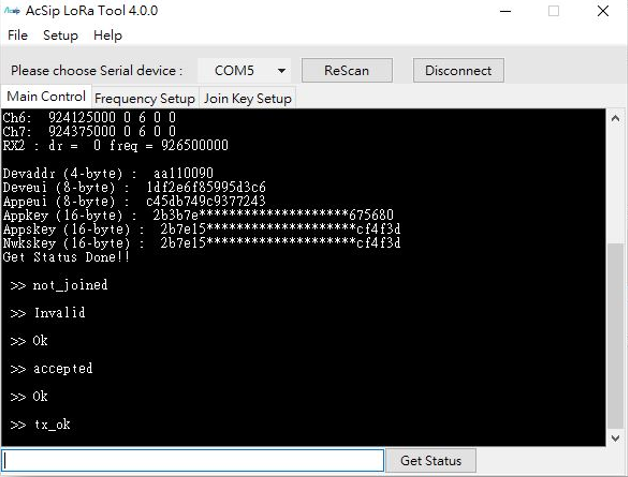 AcSip AcSip LoRa Tool 4.0.0
File Setup Help
Please choose Serial device : COM5 ReScan Disconnect
Main Control Frequency Setup Join Key Setup
Ch6: 924125000 0 6 0 0
Ch7: 924375000 0 6 0 0
RX2 : dr = 0 freq = 926500000
Devaddr (4-byte) : aa110090
Deveui (8-byte) : 1df2e6f85995d3c6
Appeui (8-byte) : c45db749c9377243
Appkey (16-byte) : 2b3b7e********************675680
Appskey (16-byte) : 2b7e15********************cf4f3d
Nwkskey (16-byte) : 2b7e15********************cf4f3d
Get Status Done!!
>> not_joined
>> Invalid
>> Ok
>> accepted
>> Ok
>> tx_ok
Get Status